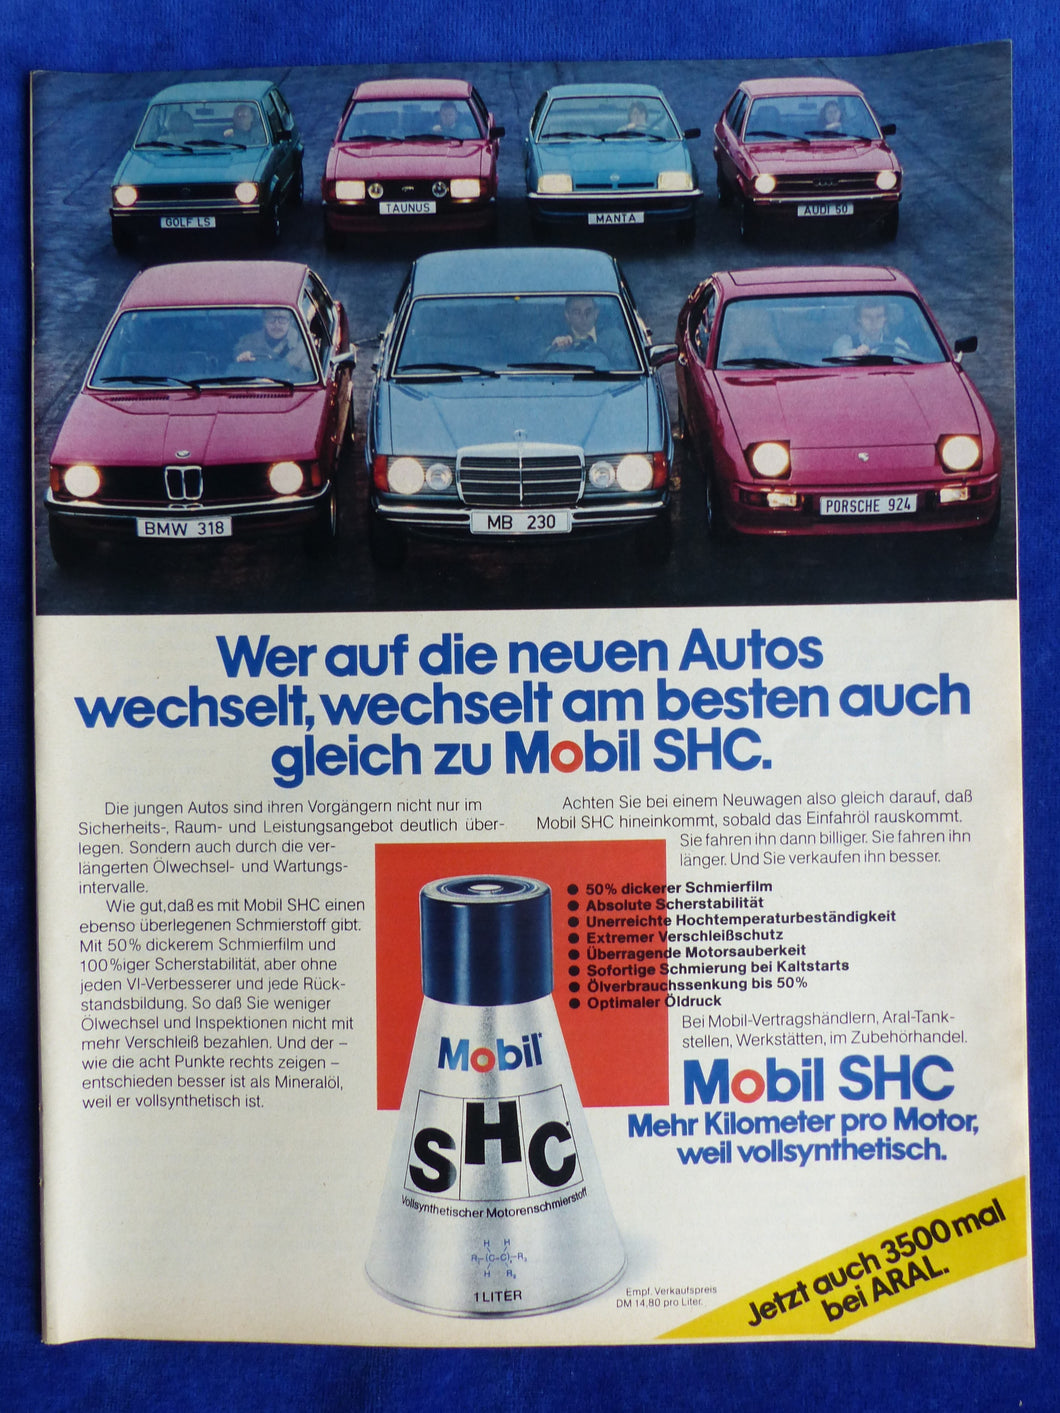 GOLF LS
TAUNUS
MANTA
AUDI 50
BMW 318
MB 230
PORSCHE 924
Wer auf die neuen Autos
wechselt, wechselt am besten auch
gleich zu Mobil SHC.
Die jungen Autos sind ihren Vorgängern nicht nur im
Sicherheits-, Raum- und Leistungsangebot deutlich über-
legen. Sondern auch durch die ver-
längerten Ölwechsel- und Wartungs-
intervalle.
Wie gut, daß es mit Mobil SHC einen
ebenso überlegenen Schmierstoff gibt.
Mit 50% dickerem Schmierfilm und
100%iger Scherstabilität, aber ohne
jeden VI-Verbesserer und jede Rück-
standsbildung. So daß Sie weniger
Ölwechsel und Inspektionen nicht mit
mehr Verschleiß bezahlen. Und der –
wie die acht Punkte rechts zeigen –
entschieden besser ist als Mineralöl,
weil er vollsynthetisch ist.
Achten Sie bei einem Neuwagen also gleich darauf, daß
Mobil SHC hineinkommt, sobald das Einfahröl rauskommt.
Sie fahren ihn dann billiger. Sie fahren ihn
länger. Und Sie verkaufen ihn besser.
● 50% dickerer Schmierfilm
● Absolute Scherstabilität
● Unerreichte Hochtemperaturbeständigkeit
● Extremer Verschleißschutz
● Überragende Motorsauberkeit
● Sofortige Schmierung bei Kaltstarts
● Ölverbrauchssenkung bis 50%
● Optimaler Öldruck
Bei Mobil-Vertragshändlern, Aral-Tank-
stellen, Werkstätten, im Zubehörhandel.
Mobil SHC
Mehr Kilometer pro Motor,
weil vollsynthetisch.
Mobil
SHC
Vollsynthetischer Motorenschmierstoff
H H
R₁-(C-C)ₓ-R₃
H R₂
1 LITER
Empf. Verkaufspreis
DM 14,80 pro Liter.
Jetzt auch 3500 mal
bei ARAL.